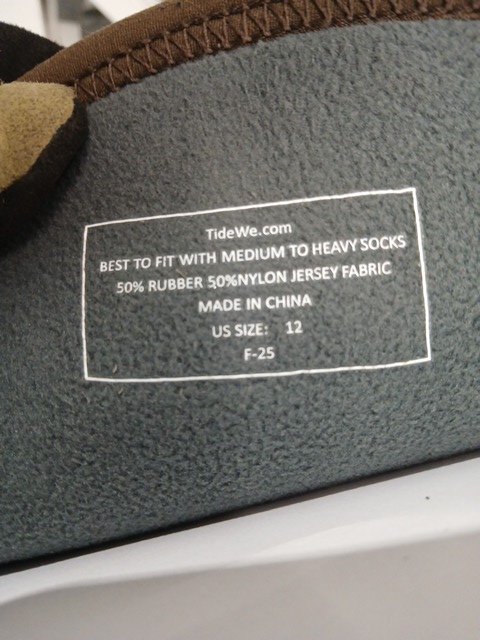 TideWe.com
BEST TO FIT WITH MEDIUM TO HEAVY SOCKS
50% RUBBER 50%NYLON JERSEY FABRIC
MADE IN CHINA
US SIZE: 12
F-25